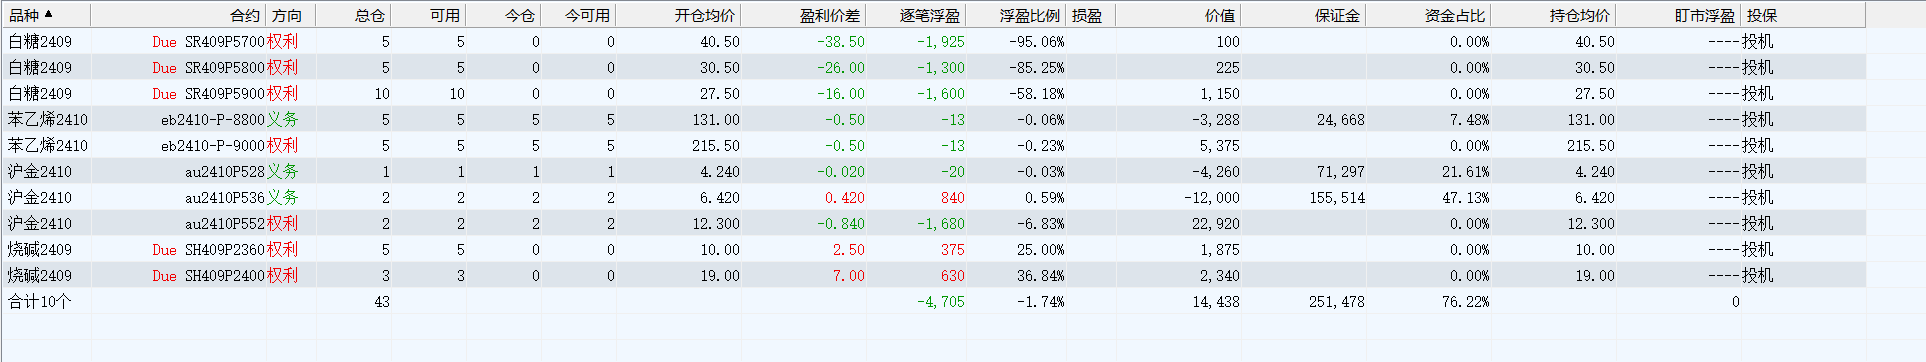 品种▲ 合约 方向 总仓 可用 今仓 今可用 开仓均价 盈利价差 逐笔浮盈 浮盈比例 损盈 价值 保证金 资金占比 持仓均价 盯市浮盈 投保
白糖2409 Due SR409P5700 权利 5 5 0 0 40.50 -38.50 -1,925 -95.06% 100 0.00% 40.50 ---- 投机
白糖2409 Due SR409P5800 权利 5 5 0 0 30.50 -26.00 -1,300 -85.25% 225 0.00% 30.50 ---- 投机
白糖2409 Due SR409P5900 权利 10 10 0 0 27.50 -16.00 -1,600 -58.18% 1,150 0.00% 27.50 ---- 投机
苯乙烯2410 eb2410-P-8800 义务 5 5 5 5 131.00 -0.50 -13 -0.06% -3,288 24,668 7.48% 131.00 ---- 投机
苯乙烯2410 eb2410-P-9000 权利 5 5 5 5 215.50 -0.50 -13 -0.23% 5,375 0.00% 215.50 ---- 投机
沪金2410 au2410P528 义务 1 1 1 1 4.240 -0.020 -20 -0.03% -4,260 71,297 21.61% 4.240 ---- 投机
沪金2410 au2410P536 义务 2 2 2 2 6.420 0.420 840 0.59% -12,000 155,514 47.13% 6.420 ---- 投机
沪金2410 au2410P552 权利 2 2 2 2 12.300 -0.840 -1,680 -6.83% 22,920 0.00% 12.300 ---- 投机
烧碱2409 Due SH409P2360 权利 5 5 0 0 10.00 2.50 375 25.00% 1,875 0.00% 10.00 ---- 投机
烧碱2409 Due SH409P2400 权利 3 3 0 0 19.00 7.00 630 36.84% 2,340 0.00% 19.00 ---- 投机
合计10个 43 -4,705 -1.74% 14,438 251,478 76.22% 0